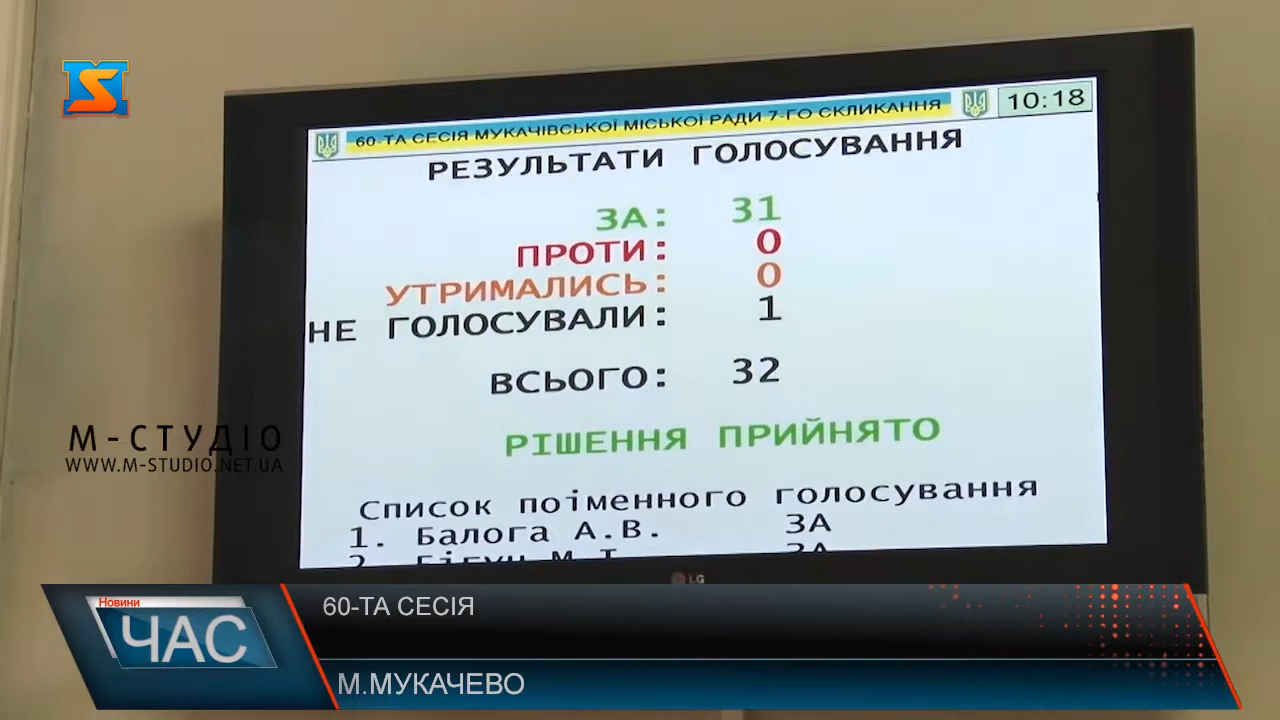 60-ТА СЕСІЯ МУКАЧІВСЬКОЇ МІСЬКОЇ РАДИ 7-ГО СКЛИКАННЯ
10:18
РЕЗУЛЬТАТИ ГОЛОСУВАННЯ
ЗА: 31
ПРОТИ: 0
УТРИМАЛИСЬ: 0
НЕ ГОЛОСУВАЛИ: 1
ВСЬОГО: 32
РІШЕННЯ ПРИЙНЯТО
Список поіменного голосування
1. Балога А.В. ЗА
2. ЗА
М-СТУДІО
WWW.M-STUDIO.NET.UA
LG
Новини
ЧАС
60-ТА СЕСІЯ
М.МУКАЧЕВО